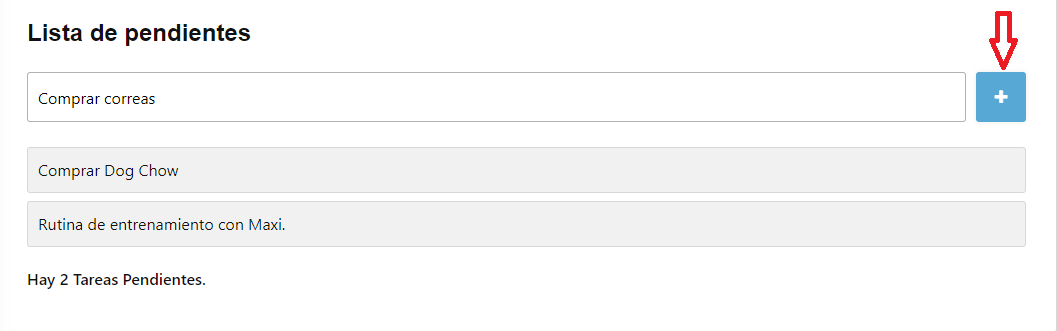 Lista de pendientes
Comprar correas
+
Comprar Dog Chow
Rutina de entrenamiento con Maxi.
Hay 2 Tareas Pendientes.